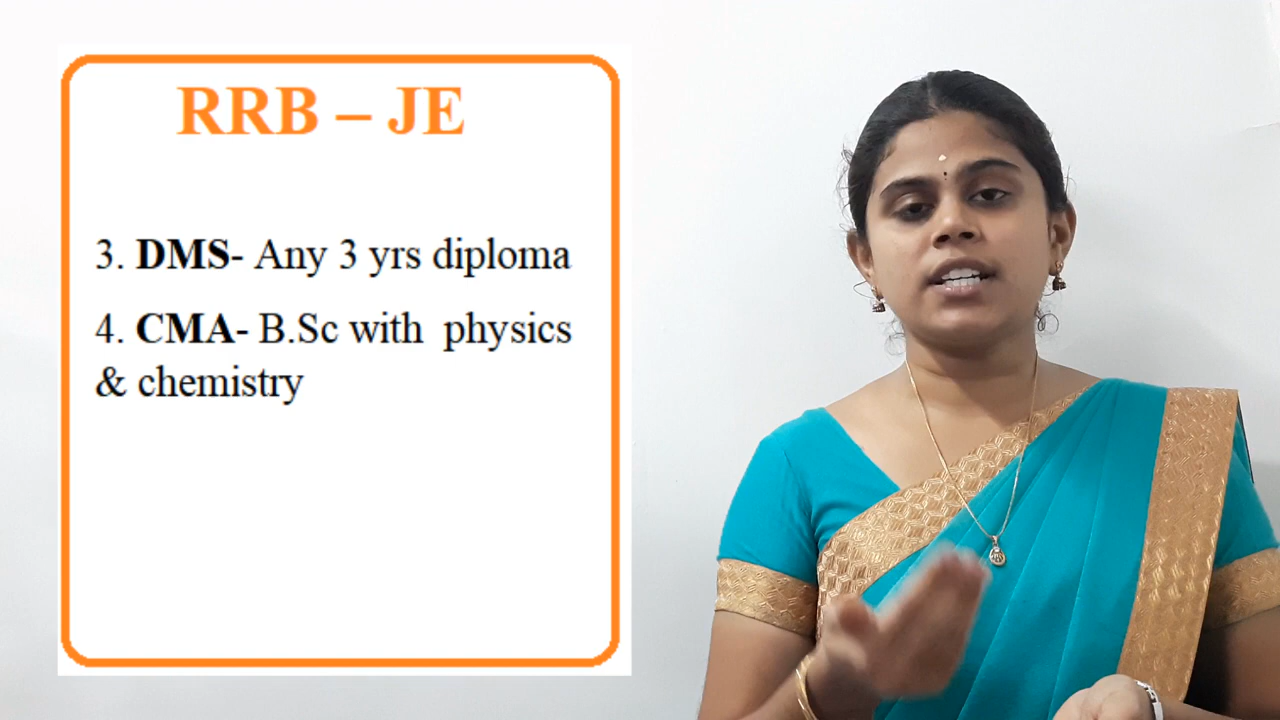 RRB – JE
3. DMS- Any 3 yrs diploma
4. CMA- B.Sc with physics
& chemistry